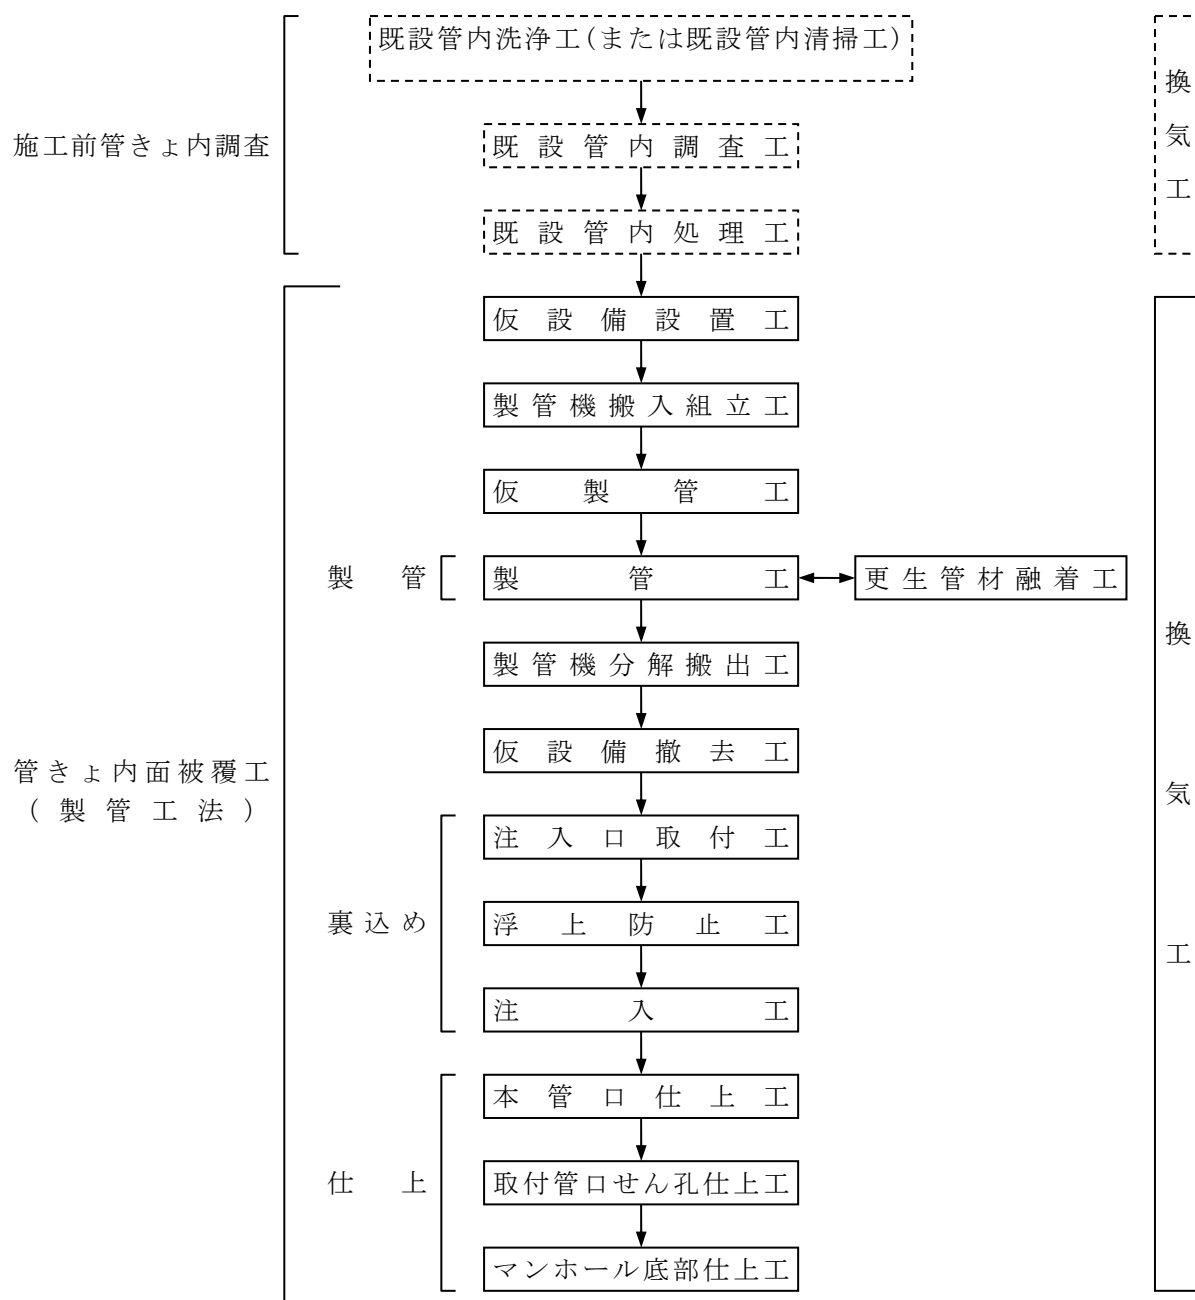 既設管内洗浄工(または既設管内清掃工)
施工前管きょ内調査
既設管内調査工
既設管内処理工
換気工
仮設備設置工
製管機搬入組立工
仮製管工
製管
製管工
更生管材融着工
製管機分解搬出工
仮設備撤去工
管きょ内面被覆工
(製管工法)
注入口取付工
裏込め
浮上防止工
注入工
本管口仕上工
仕上
取付管口せん孔仕上工
マンホール底部仕上工
換気工